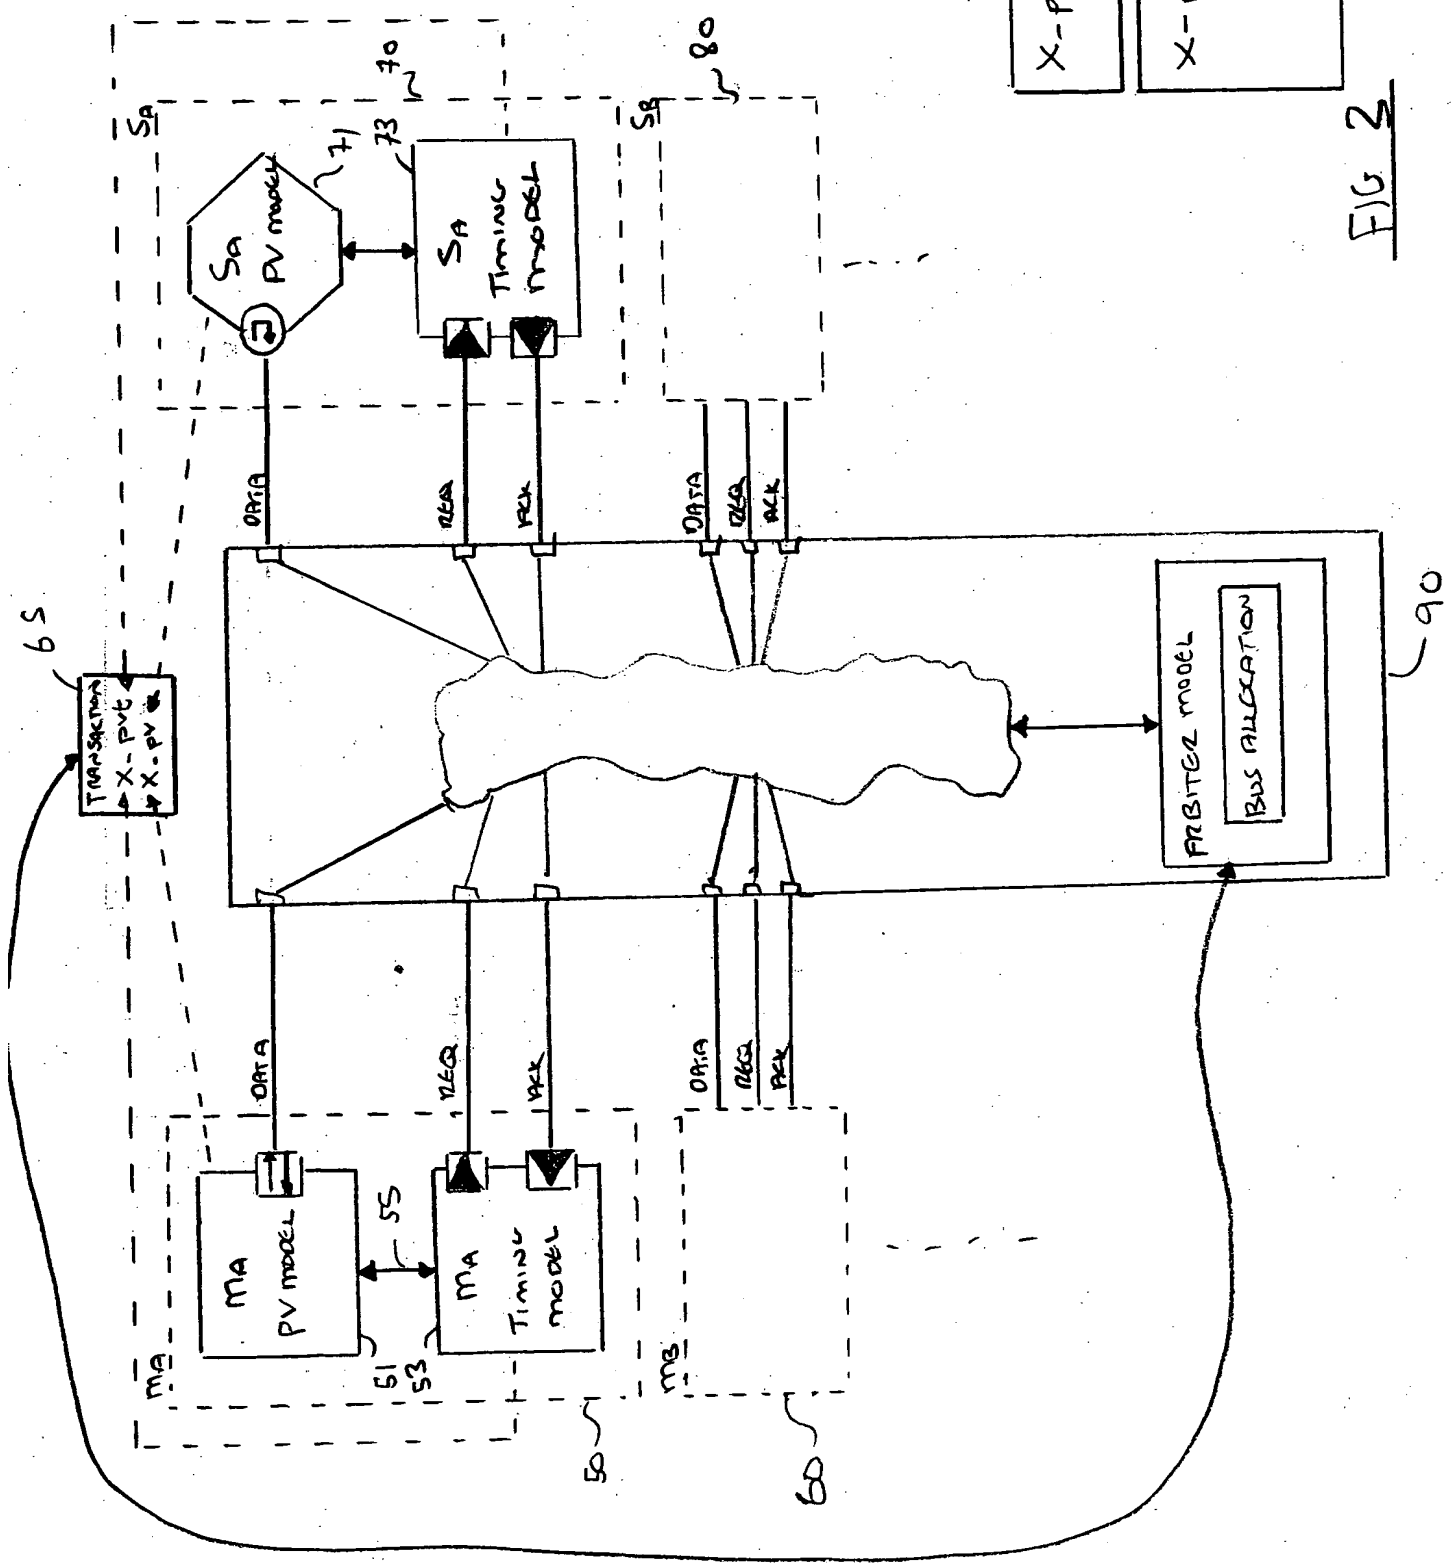 65
TRANSACTION
X-pvt
X-pv
MA
MA
PV MODEL
51
55
53
MA
TIMING
MODEL
50
MB
60
DATA
REQ
ACK
DATA
REQ
ACK
DATA
REQ
ACK
DATA
REQ
ACK
SA
70
SA
PV MODEL
71
73
SA
TIMING
MODEL
80
ARBITER MODEL
BUS ALLOCATION
90
FIG 2